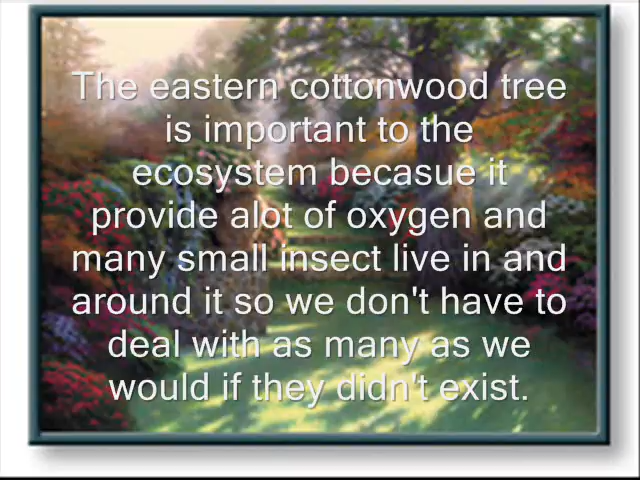 The eastern cottonwood tree
is important to the
ecosystem becasue it
provide alot of oxygen and
many small insect live in and
around it so we don't have to
deal with as many as we
would if they didn't exist.